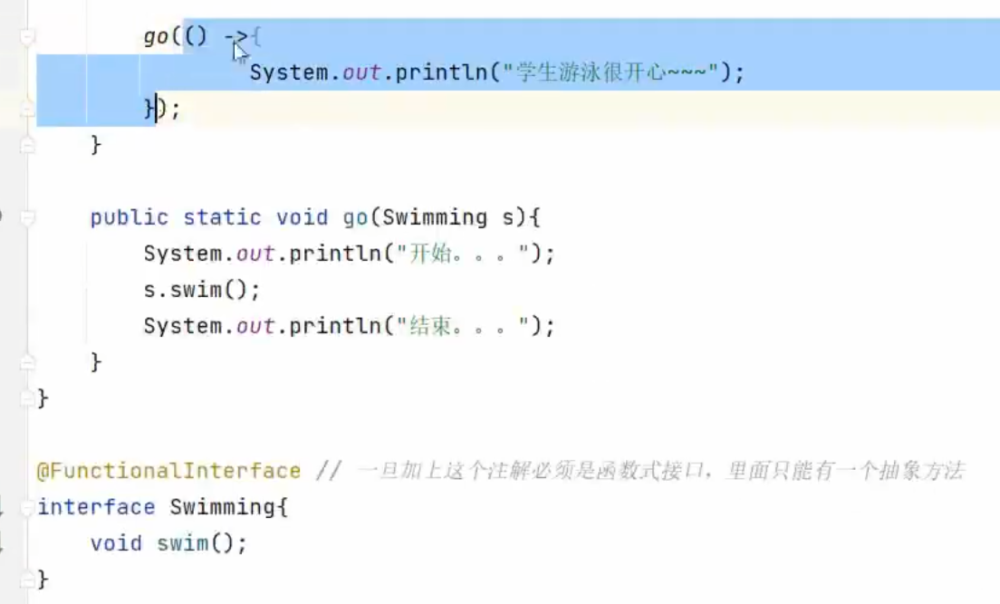 go(() ->{
System.out.println("学生游泳很开心~~~");
});
}
public static void go(Swimming s){
System.out.println("开始。。。");
s.swim();
System.out.println("结束。。。");
}
}
@FunctionalInterface // 一旦加上这个注解必须是函数式接口，里面只能有一个抽象方法
interface Swimming{
void swim();
}